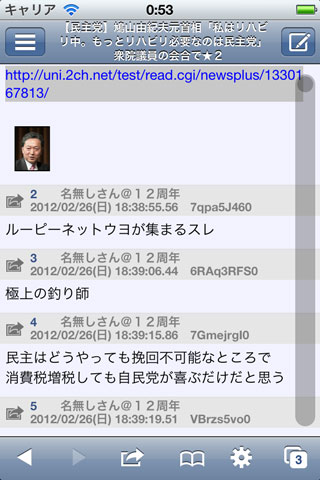 キャリア 0:53
【民主党】鳩山由紀夫元首相「私はリハビ
リ中。もっとリハビリ必要なのは民主党」
衆院議員の会合で★2
http://uni.2ch.net/test/read.cgi/newsplus/13301
67813/
2 名無しさん@12周年
2012/02/26(日) 18:38:55.56 7qpa5J460
ルーピーネットウヨが集まるスレ
3 名無しさん@12周年
2012/02/26(日) 18:39:06.44 6RAq3RFS0
極上の釣り師
4 名無しさん@12周年
2012/02/26(日) 18:39:15.86 7GmejrgI0
民主はどうやっても挽回不可能なところで
消費税増税しても自民党が喜ぶだけだと思う
5 名無しさん@12周年
2012/02/26(日) 18:39:19.51 VBrzs5vo0
3